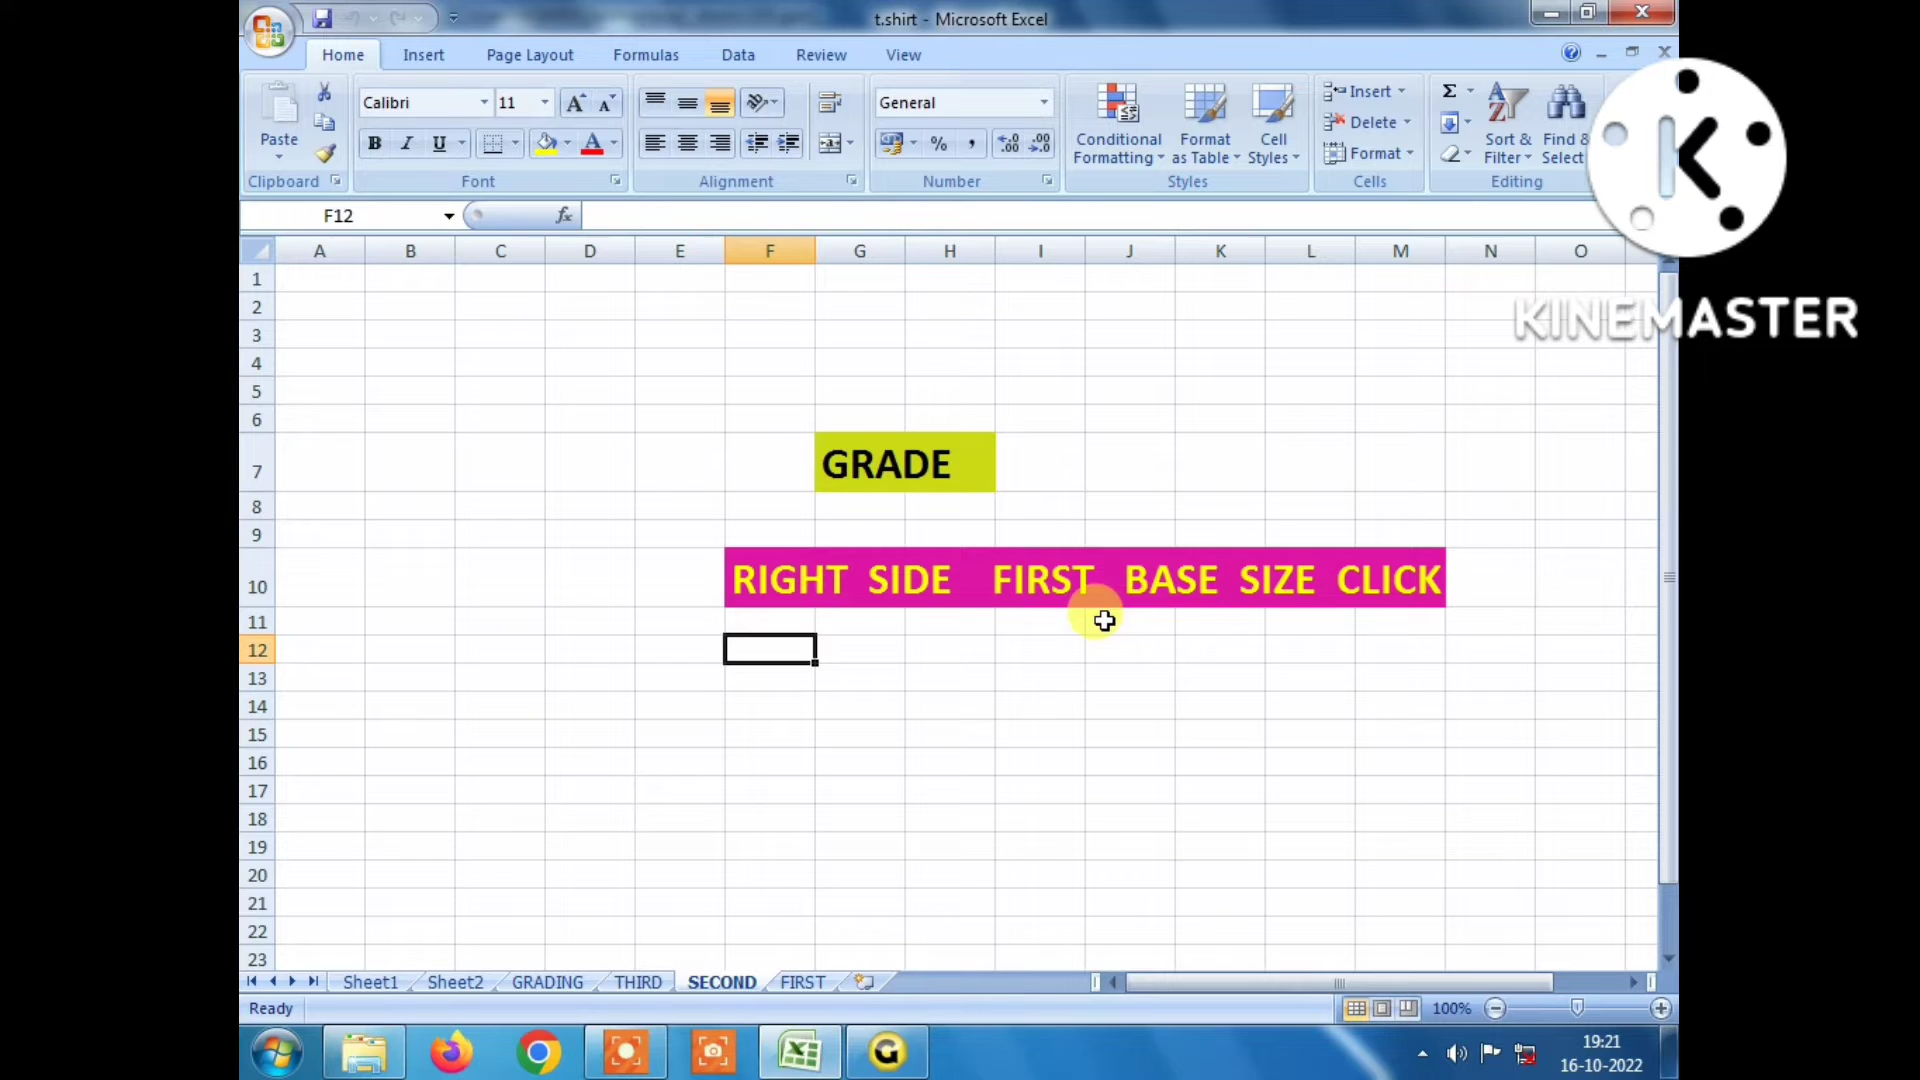 t.shirt - Microsoft Excel
Home Insert Page Layout Formulas Data Review View
Paste
Clipboard
Calibri 11
B I U A
Font
Alignment
General
%
Number
Conditional Formatting
Format as Table
Cell Styles
Styles
Insert
Delete
Format
Cells
Σ
Sort & Filter
Find & Select
Editing
K
KINEMASTER
F12 fx
A B C D E F G H I J K L M N O
1
2
3
4
5
6
7 GRADE
8
9
10 RIGHT SIDE FIRST BASE SIZE CLICK
11
12
13
14
15
16
17
18
19
20
21
22
23
Sheet1 Sheet2 GRADING THIRD SECOND FIRST
Ready 100%
19:21
16-10-2022